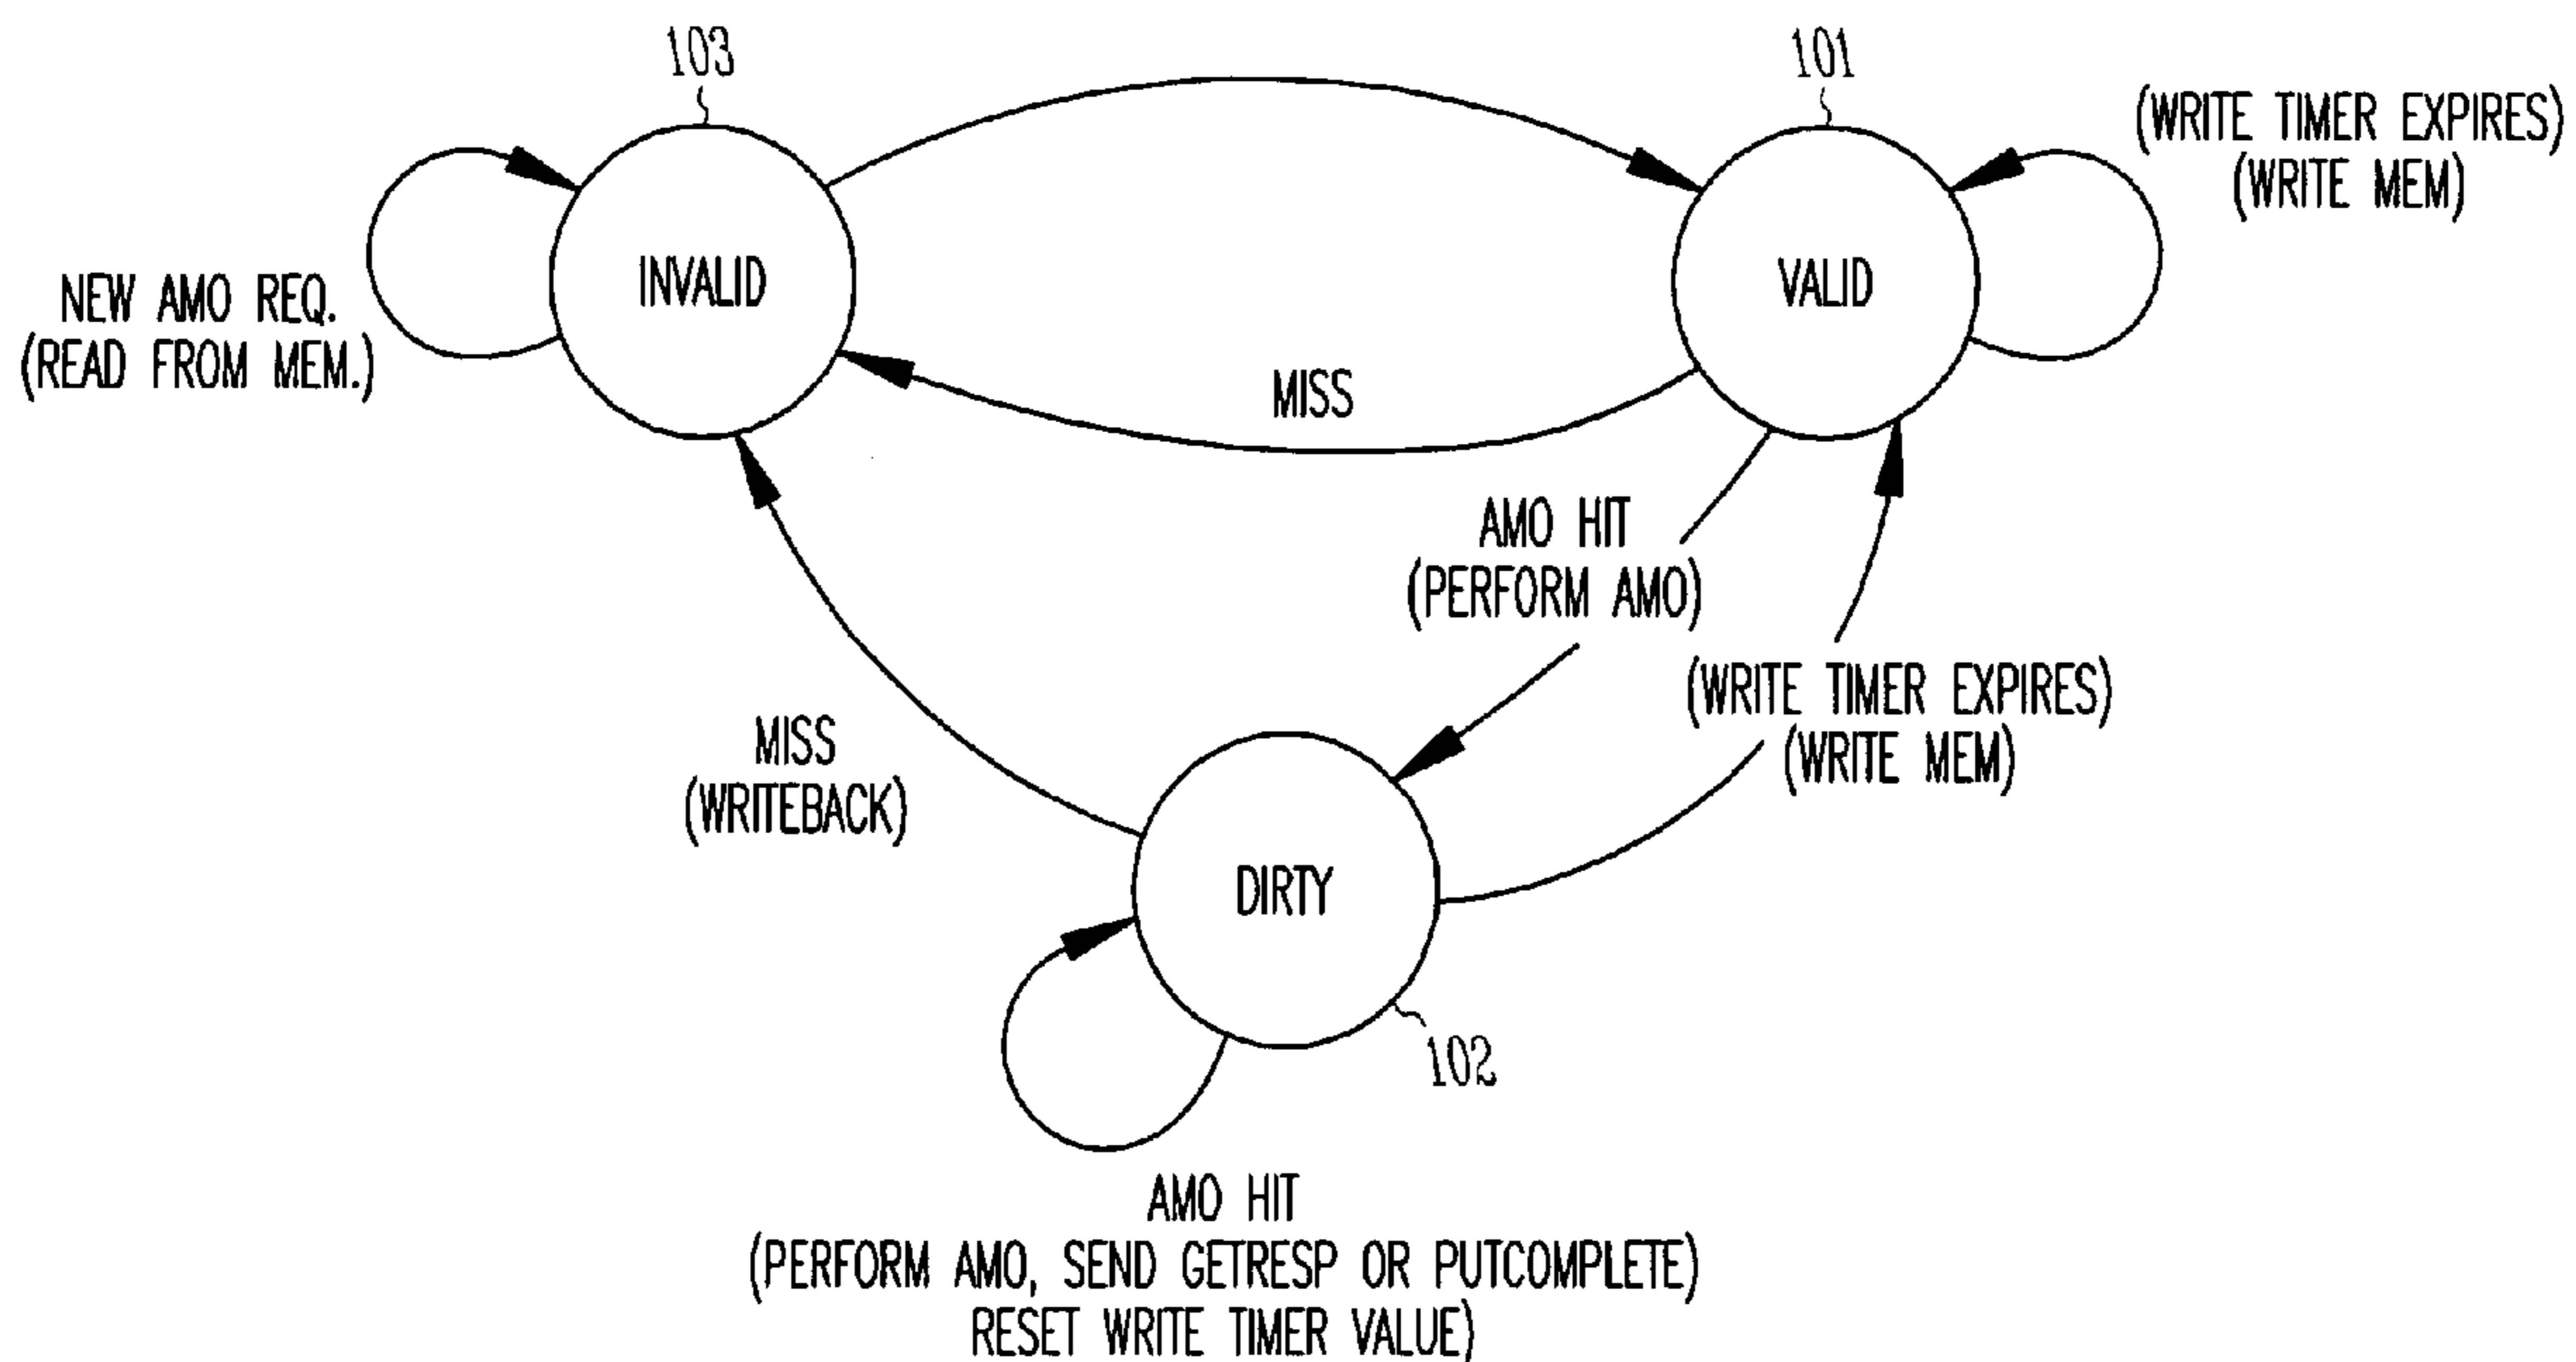 103
101
(WRITE TIMER EXPIRES)
(WRITE MEM)
INVALID
VALID
NEW AMO REQ.
(READ FROM MEM.)
MISS
AMO HIT
(PERFORM AMO)
(WRITE TIMER EXPIRES)
(WRITE MEM)
MISS
(WRITEBACK)
DIRTY
102
AMO HIT
(PERFORM AMO, SEND GETRESP OR PUTCOMPLETE)
RESET WRITE TIMER VALUE)